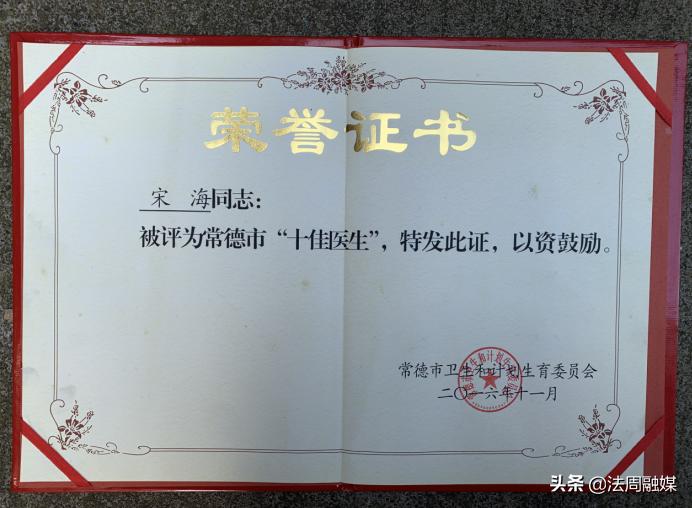 荣誉证书
宋 海同志：
被评为常德市“十佳医生”，特发此证，以资鼓励。
常德市卫生和计划生育委员会
二〇一六年十一月
头条 @法周融媒